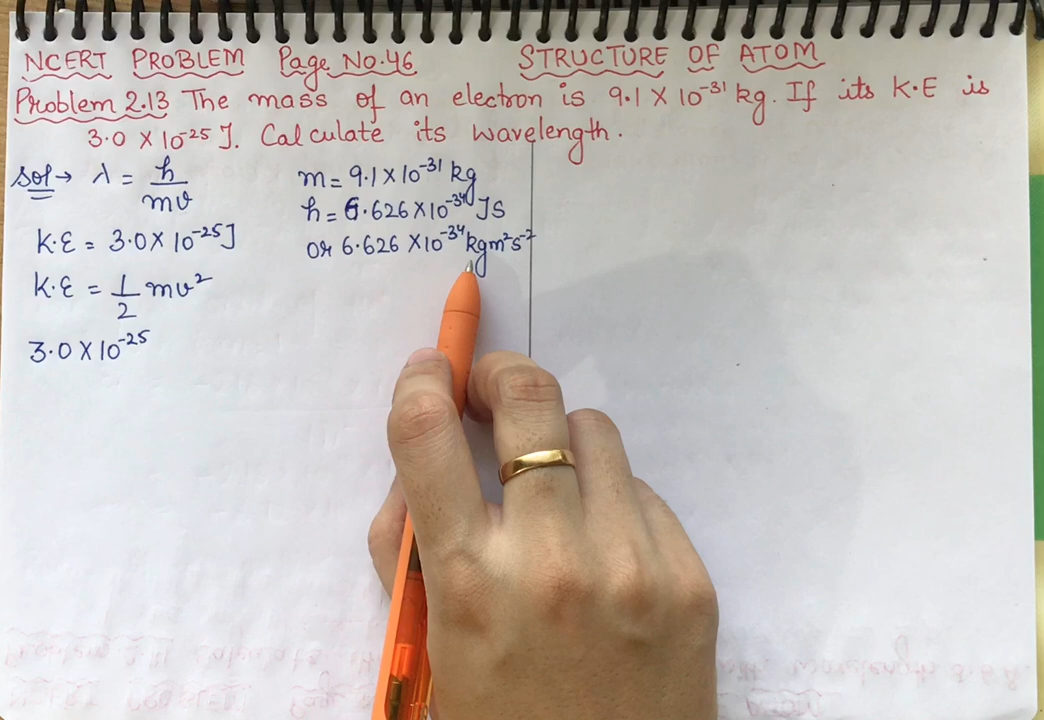 NCERT PROBLEM Page No.46 STRUCTURE OF ATOM
Problem 2.13 The mass of an electron is 9.1 X 10⁻³¹ kg. If its K.E is
3.0 X 10⁻²⁵ J. Calculate its wavelength.
Sol → λ = h/mv
K.E = 3.0 X 10⁻²⁵ J
K.E = 1/2 mv²
3.0 X 10⁻²⁵
m = 9.1 X 10⁻³¹ kg
h = 6.626 X 10⁻³⁴ JS
or 6.626 X 10⁻³⁴ kgm²s⁻²